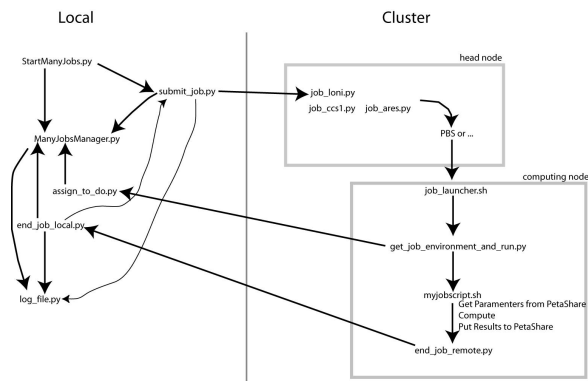 Local
Cluster
StartManyJobs.py
submit_job.py
ManyJobsManager.py
assign_to_do.py
end_job_local.py
log_file.py
head node
job_loni.py
job_ccs1.py job_ares.py
PBS or ...
computing node
job_launcher.sh
get_job_environment_and_run.py
myjobscript.sh
Get Paramenters from PetaShare
Compute
Put Results to PetaShare
end_job_remote.py